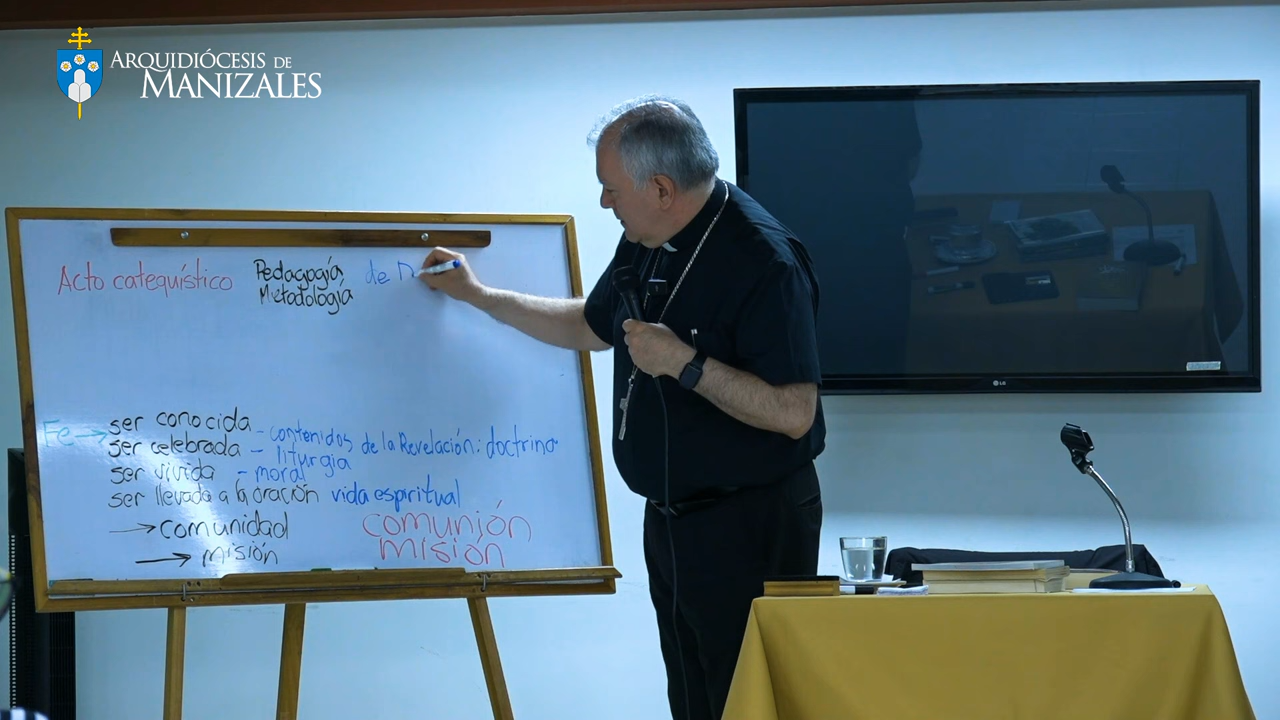 ARQUIDIÓCESIS DE
MANIZALES
Acto catequístico Pedagogía de
Metodología
Fe → ser conocida - contenidos de la Revelación: doctrina
ser celebrada - liturgia
ser vivida - moral
ser llevada a la oración vida espiritual
→ comunidad comunión
→ misión misión
LG